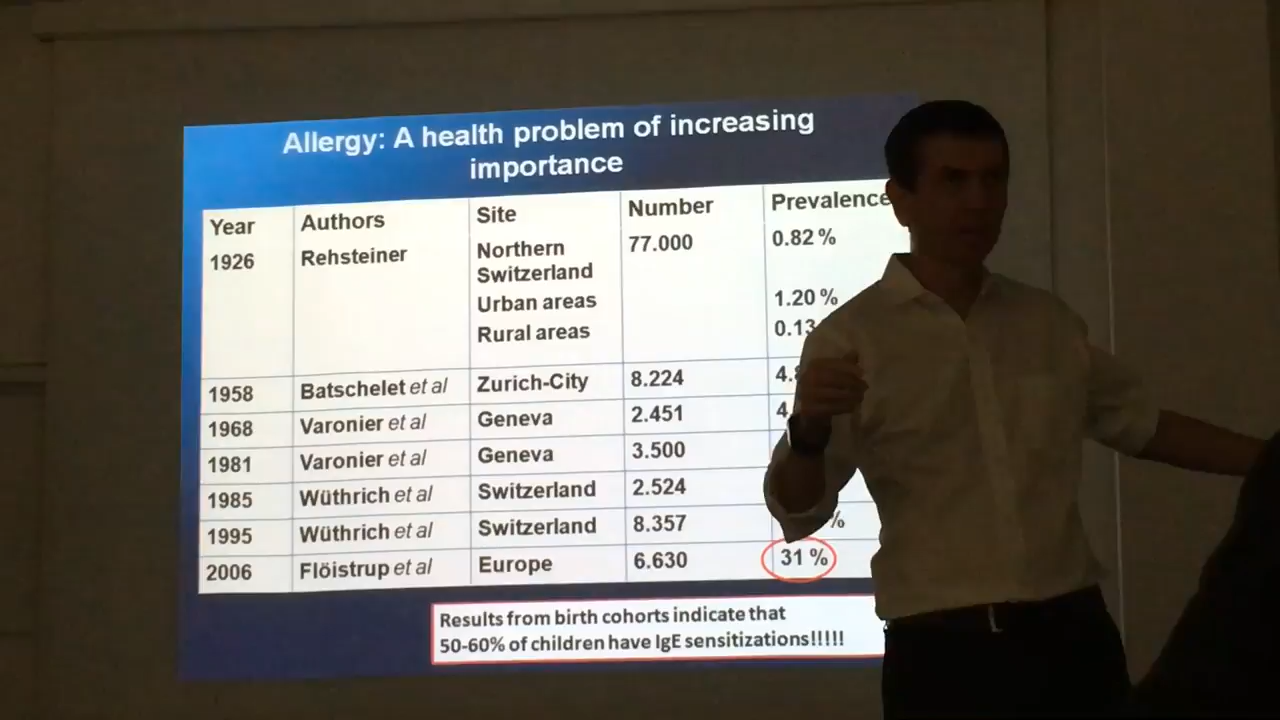 Allergy: A health problem of increasing
importance
Year Authors Site Number Prevalence
1926 Rehsteiner Northern 77.000 0.82 %
Switzerland
Urban areas 1.20 %
Rural areas 0.13
1958 Batschelet et al Zurich-City 8.224
1968 Varonier et al Geneva 2.451
1981 Varonier et al Geneva 3.500
1985 Wüthrich et al Switzerland 2.524
1995 Wüthrich et al Switzerland 8.357 %
2006 Flöistrup et al Europe 6.630 31 %
Results from birth cohorts indicate that
50-60% of children have IgE sensitizations!!!!!